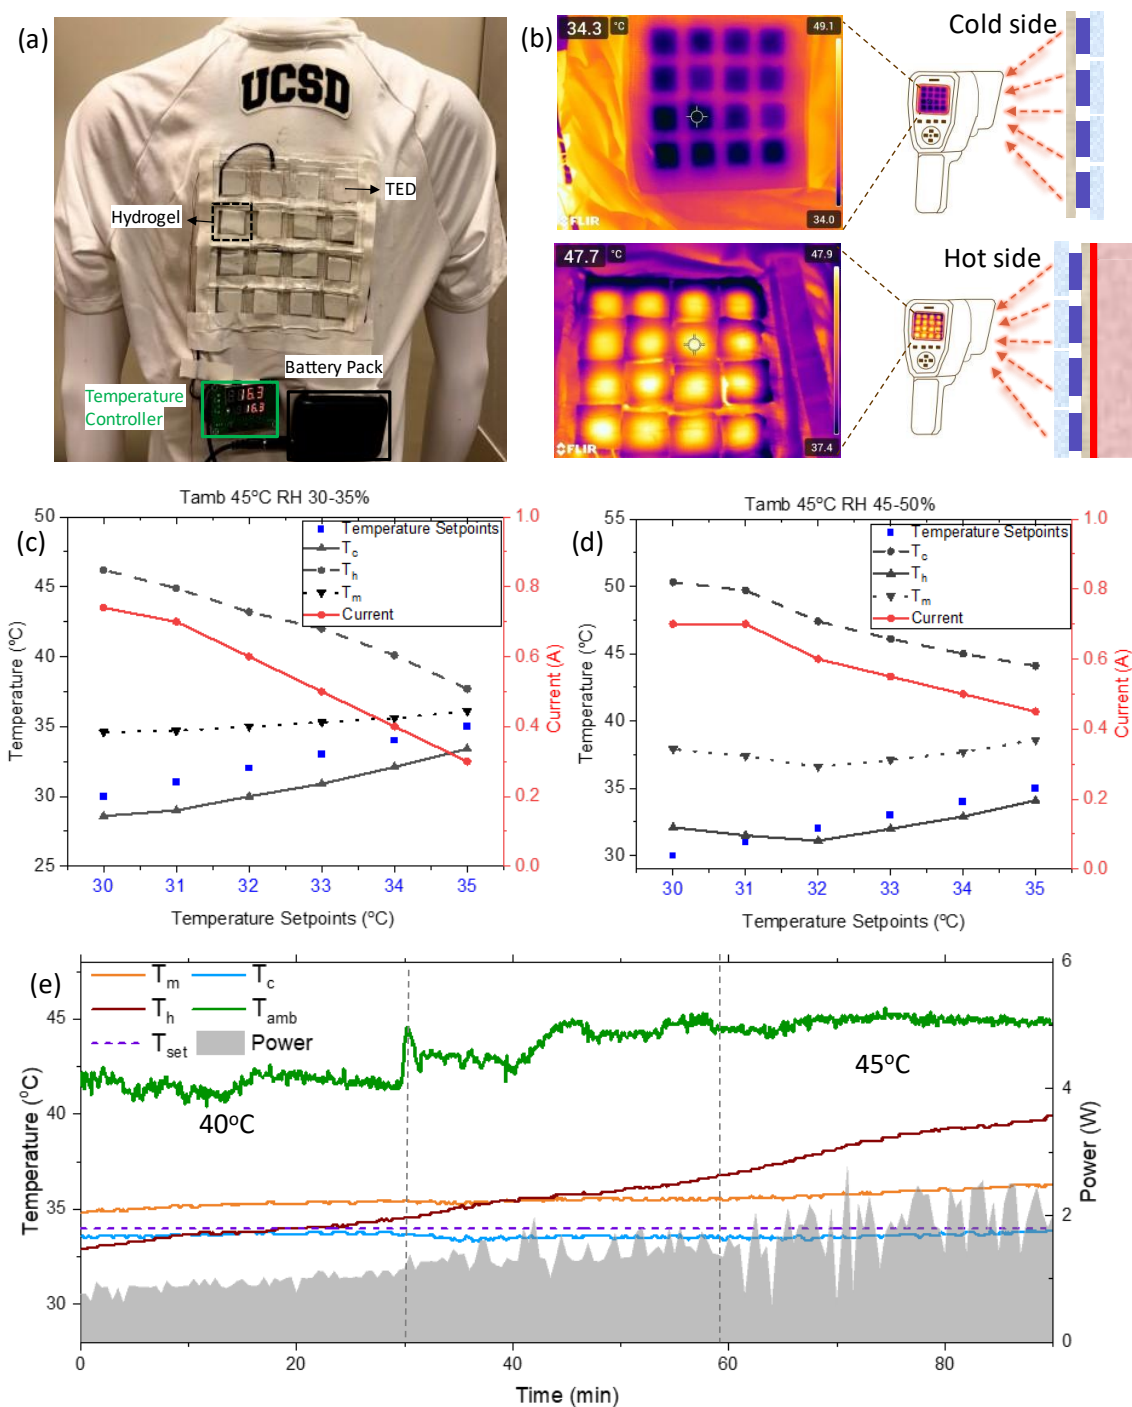 (a)
UCSD
TED
Hydrogel
Battery Pack
Temperature
Controller
16.3
16.3
(b)
34.3 °C
49.1
34.0
FLIR
Cold side
47.7 °C
47.9
37.4
FLIR
Hot side
(c)
Tamb 45°C RH 30-35%
Temperature Setpoints
Tc
Th
Tm
Current
Temperature (°C)
50
45
40
35
30
25
Current (A)
1.0
0.8
0.6
0.4
0.2
0.0
30 31 32 33 34 35
Temperature Setpoints (°C)
(d)
Tamb 45°C RH 45-50%
Temperature Setpoints
Tc
Th
Tm
Current
Temperature (°C)
55
50
45
40
35
30
Current (A)
1.0
0.8
0.6
0.4
0.2
0.0
30 31 32 33 34 35
Temperature Setpoints (°C)
(e)
Tm Tc
Th Tamb
Tset Power
40°C
45°C
Temperature (°C)
45
40
35
30
Power (W)
6
4
2
0
0 20 40 60 80
Time (min)